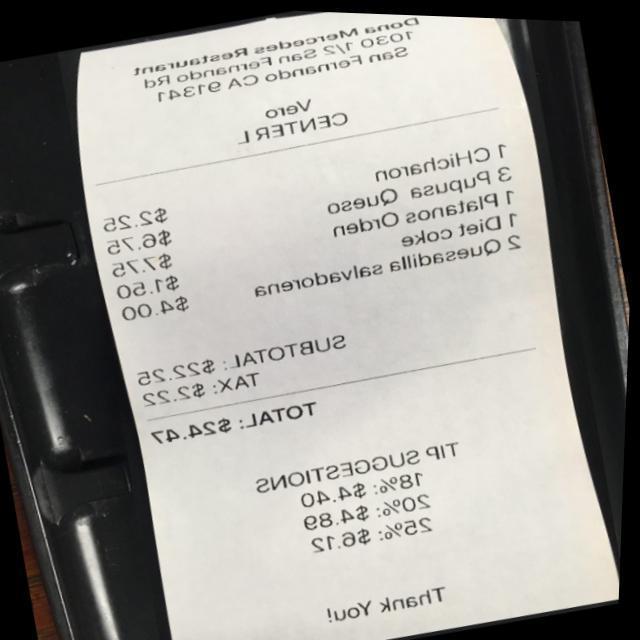 Dona Mercedes Restaurant
1030 1/2 San Fernando Rd
San Fernando CA 91341
Vero
CENTER L
1 CHicharon $2.25
3 Pupusa Queso $6.75
1 Platanos Orden $7.75
1 Diet coke $1.50
2 Quesadilla salvadorena $4.00
SUBTOTAL: $22.25
TAX: $2.22
TOTAL: $24.47
TIP SUGGESTIONS
18%: $4.40
20%: $4.89
25%: $6.12
Thank You!